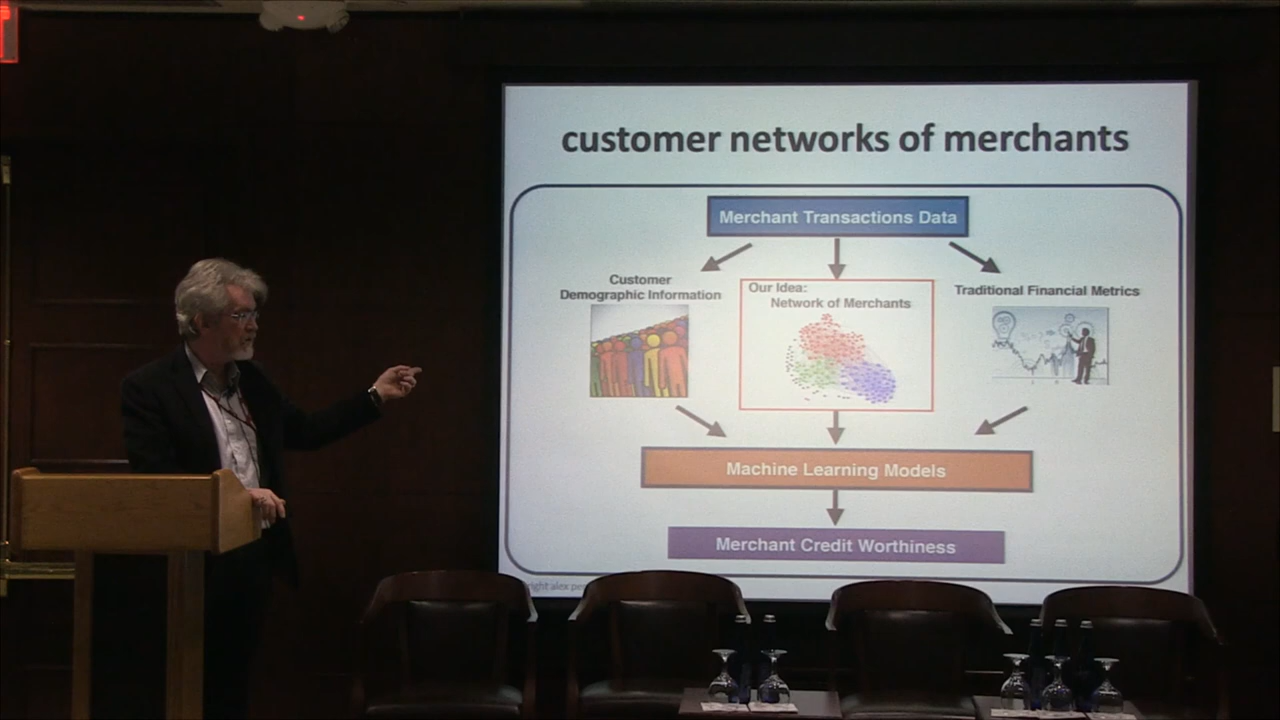 customer networks of merchants
Merchant Transactions Data
Customer
Demographic Information
Our Idea:
Network of Merchants
Traditional Financial Metrics
Machine Learning Models
Merchant Credit Worthiness
alex